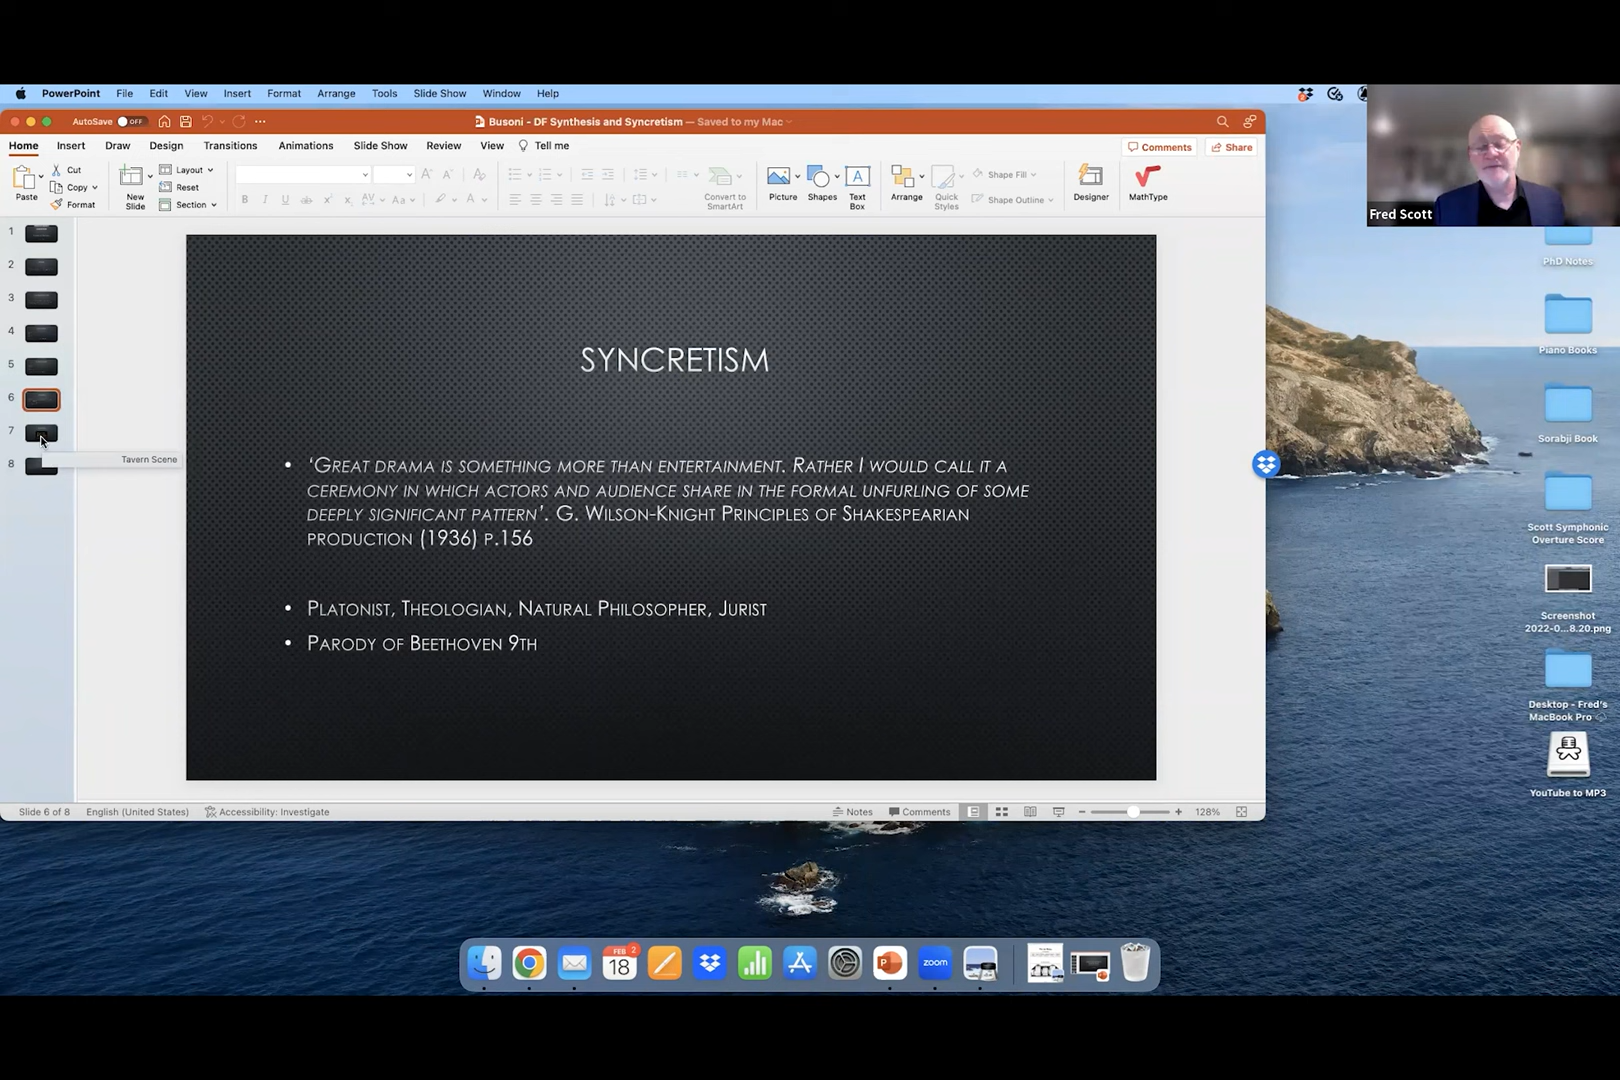 PowerPoint File Edit View Insert Format Arrange Tools Slide Show Window Help
AutoSave OFF Busoni - DF Synthesis and Syncretism — Saved to my Mac
Home Insert Draw Design Transitions Animations Slide Show View Tell me Comments Share
Paste Cut Copy Format New Slide Layout Reset Section
B I U Aa A
Convert to SmartArt Picture Shapes Text Box Arrange Quick Styles Shape Fill Shape Outline Designer MathType
Fred Scott
1
2
3
4
5
6
7
8
Tavern Scene
SYNCRETISM
• ‘GREAT DRAMA IS SOMETHING MORE THAN ENTERTAINMENT. RATHER I WOULD CALL IT A
CEREMONY IN WHICH ACTORS AND AUDIENCE SHARE IN THE FORMAL UNFURLING OF SOME
DEEPLY SIGNIFICANT PATTERN’. G. WILSON-KNIGHT PRINCIPLES OF SHAKESPEARIAN
PRODUCTION (1936) P.156
• PLATONIST, THEOLOGIAN, NATURAL PHILOSOPHER, JURIST
• PARODY OF BEETHOVEN 9TH
PhD Notes
Piano Books
Sorabji Book
Scott Symphonic
Overture Score
Screenshot
2022-0...8.20.png
Desktop - Fred's
MacBook Pro
YouTube to MP3
Slide 6 of 8 English (United States) Accessibility: Investigate Notes Comments 128%
FEB 2
18
P
zoom